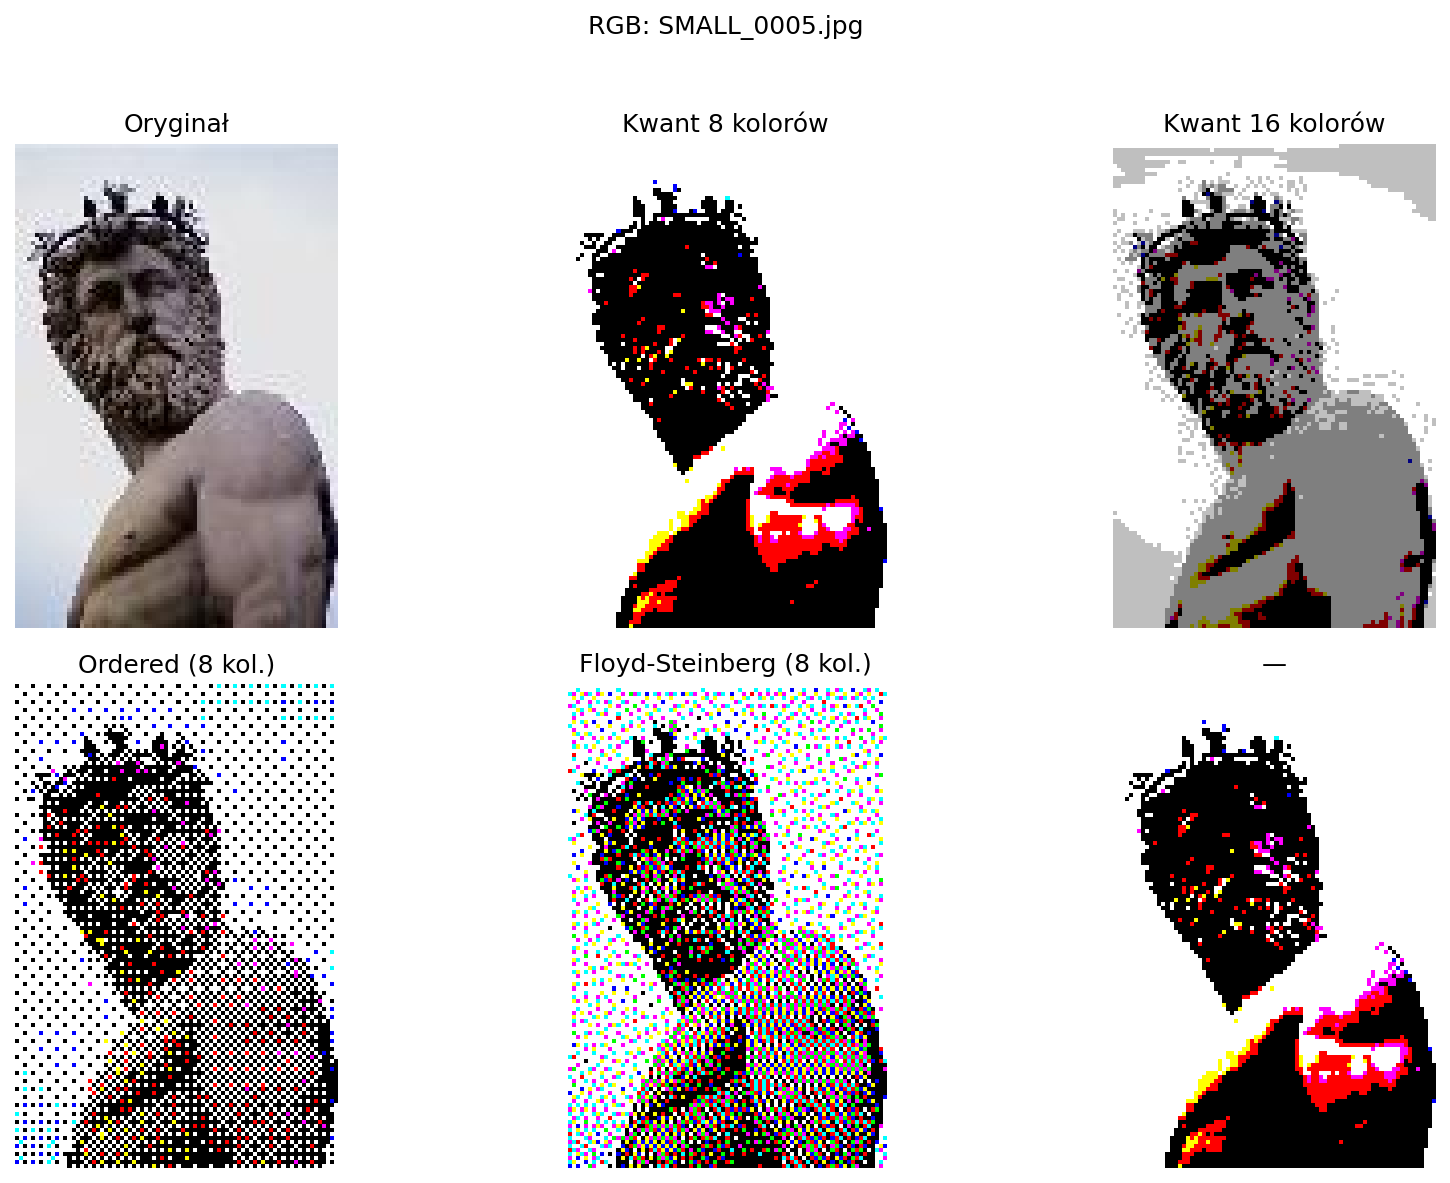 RGB: SMALL_0005.jpg
Oryginał
Kwant 8 kolorów
Kwant 16 kolorów
Ordered (8 kol.)
Floyd-Steinberg (8 kol.)
—